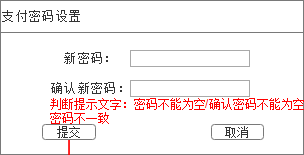 支付密码设置
新密码：
确认新密码：
判断提示文字：密码不能为空/确认密码不能为空
密码不一致
提交 取消